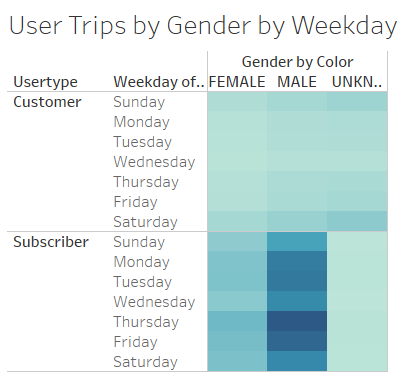 User Trips by Gender by Weekday
Gender by Color
Usertype Weekday of.. FEMALE MALE UNKN..
Customer Sunday
Monday
Tuesday
Wednesday
Thursday
Friday
Saturday
Subscriber Sunday
Monday
Tuesday
Wednesday
Thursday
Friday
Saturday